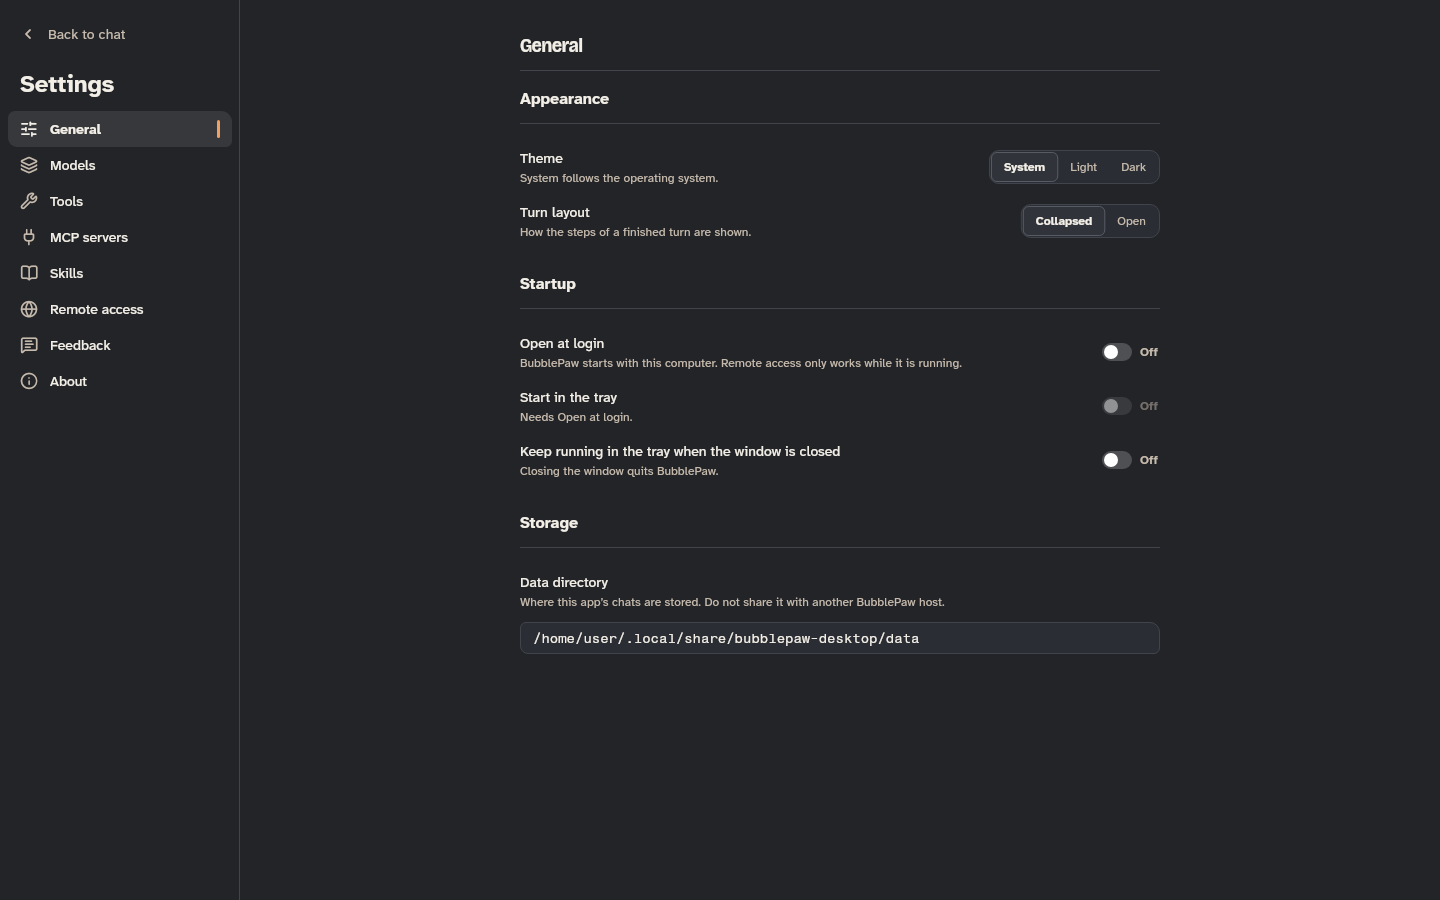 Back to chat
Settings
General
Models
Tools
MCP servers
Skills
Remote access
Feedback
About
General
Appearance
Theme
System follows the operating system.
System Light Dark
Turn layout
How the steps of a finished turn are shown.
Collapsed Open
Startup
Open at login
BubblePaw starts with this computer. Remote access only works while it is running.
Off
Start in the tray
Needs Open at login.
Off
Keep running in the tray when the window is closed
Closing the window quits BubblePaw.
Off
Storage
Data directory
Where this app's chats are stored. Do not share it with another BubblePaw host.
/home/user/.local/share/bubblepaw-desktop/data